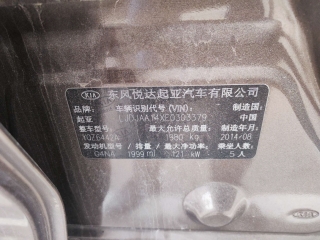 KIA 东风悦达起亚汽车有限公司
品牌: 车辆识别代号(VIN): 制造国:
起亚 中国
整车型号: 最大允许总质量: 制造年月:
1980 kg 2014/08
发动机型号/排量/最大净功率: 乘坐人数:
D4NA 1999 ml 121 kW 5 人